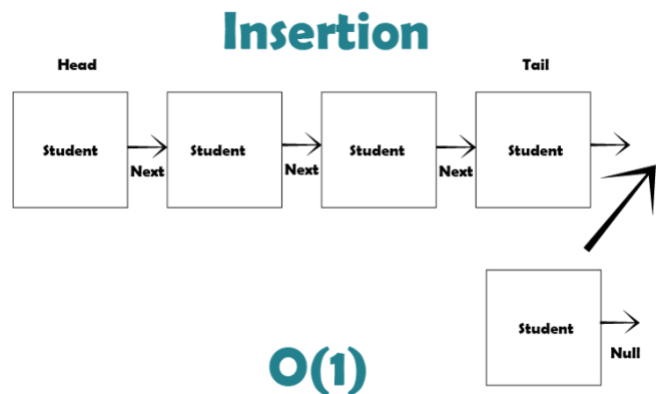 Insertion
Head Tail
Student Student Student Student
Next Next Next
Student
Null
O(1)